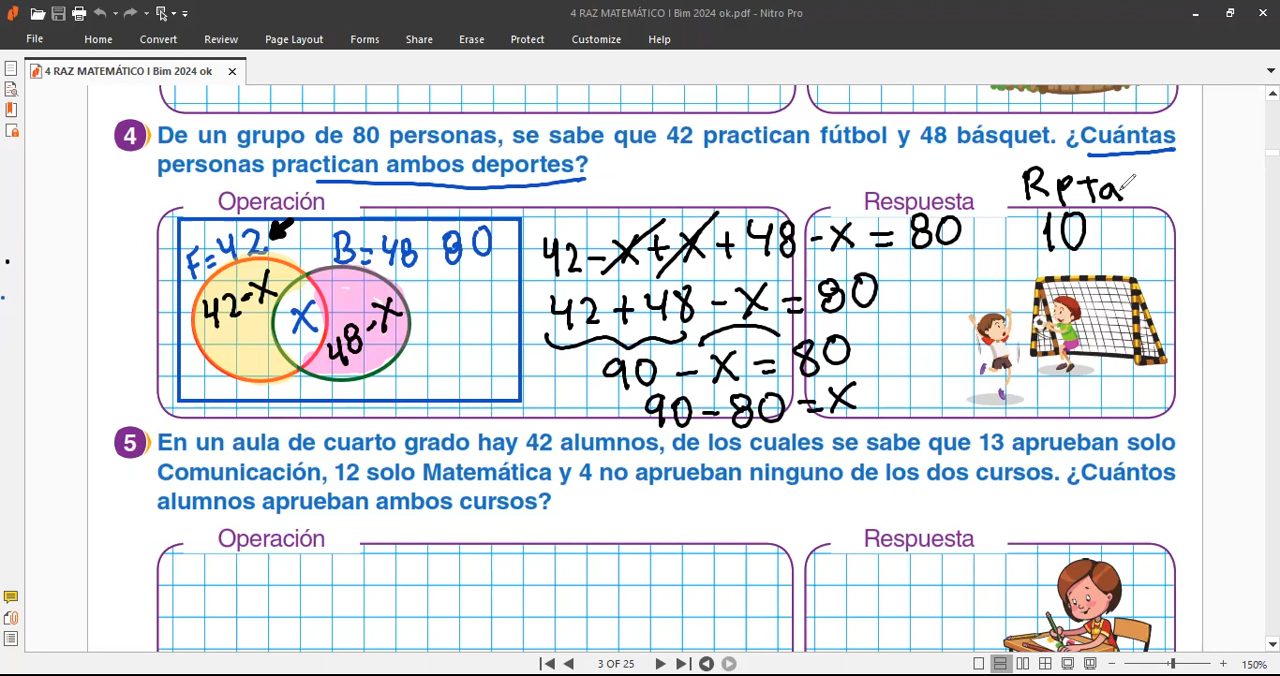 4 RAZ MATEMÁTICO I Bim 2024 ok.pdf - Nitro Pro
File Home Convert Review Page Layout Forms Share Erase Protect Customize Help
4 RAZ MATEMÁTICO I Bim 2024 ok
4 De un grupo de 80 personas, se sabe que 42 practican fútbol y 48 básquet. ¿Cuántas
personas practican ambos deportes?
Operación
F=42 B=48 80
42-x x 48-x
42-x+x+48-x=80
42+48-x=80
90-x=80
90-80=x
Respuesta
Rpta
10
5 En un aula de cuarto grado hay 42 alumnos, de los cuales se sabe que 13 aprueban solo
Comunicación, 12 solo Matemática y 4 no aprueban ninguno de los dos cursos. ¿Cuántos
alumnos aprueban ambos cursos?
Operación
Respuesta
3 OF 25
150%